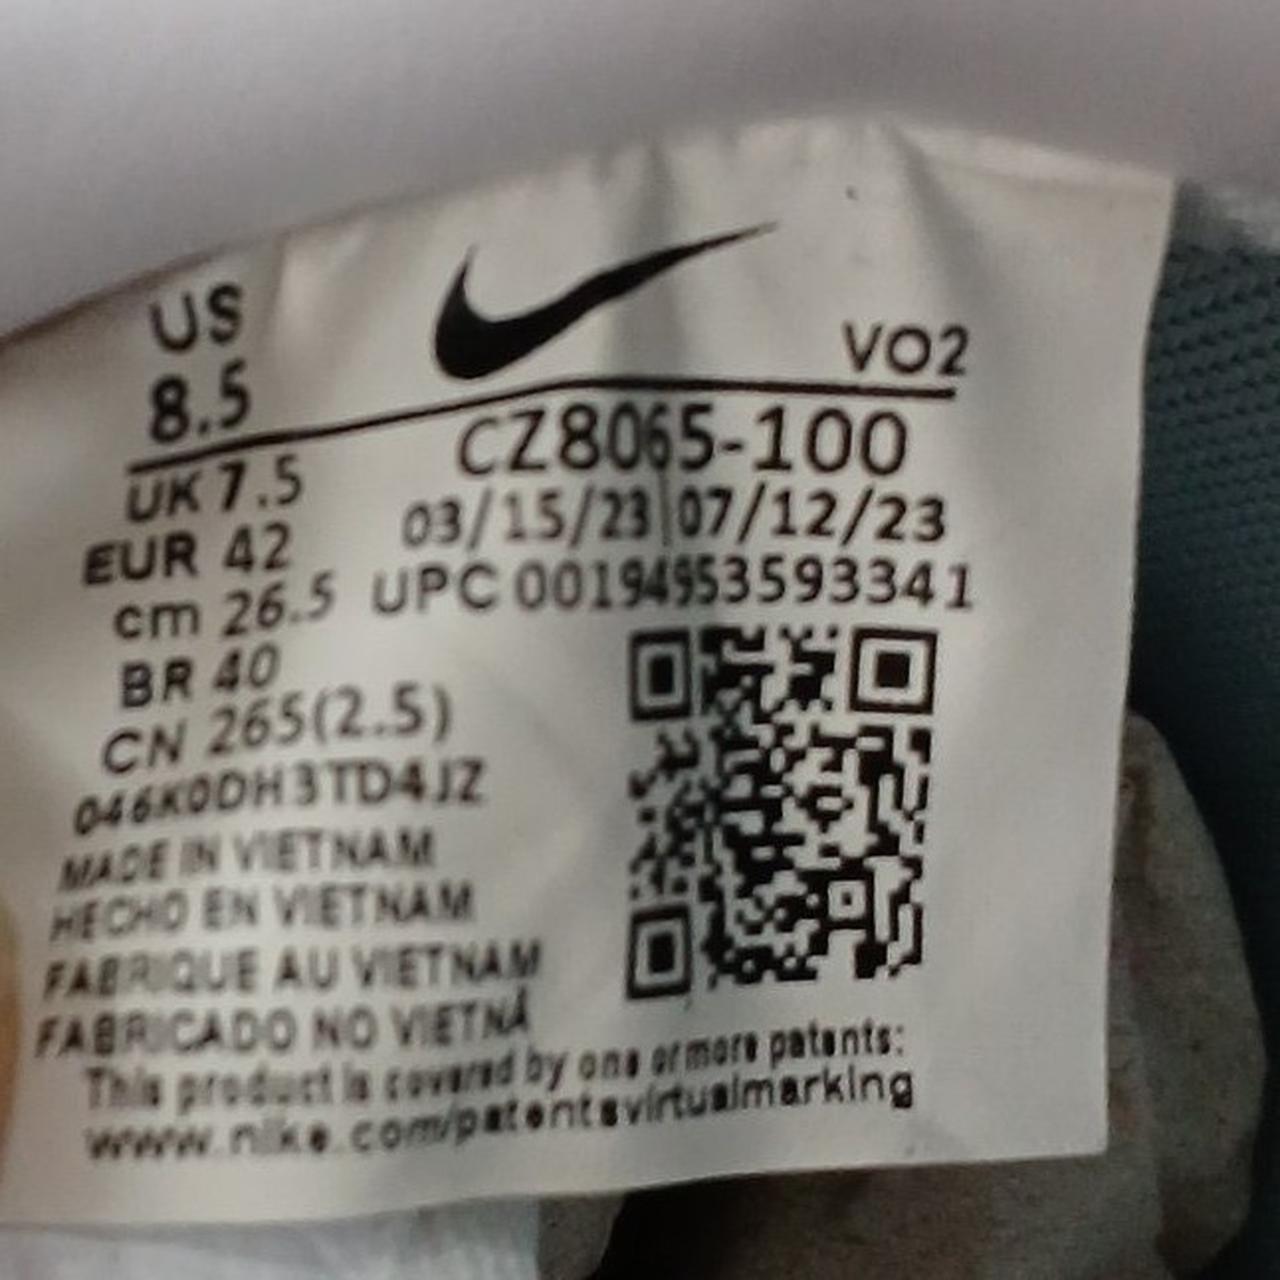 US
8.5
VO2
UK 7.5
CZ8065-100
EUR 42
03/15/23 07/12/23
cm 26.5
UPC 00194953593341
BR 40
CN 265(2.5)
046K0DH3TD4JZ
MADE IN VIETNAM
HECHO EN VIETNAM
FABRIQUE AU VIETNAM
FABRICADO NO VIETNÃ
This product is covered by one or more patents:
www.nike.com/patentsvirtualmarking